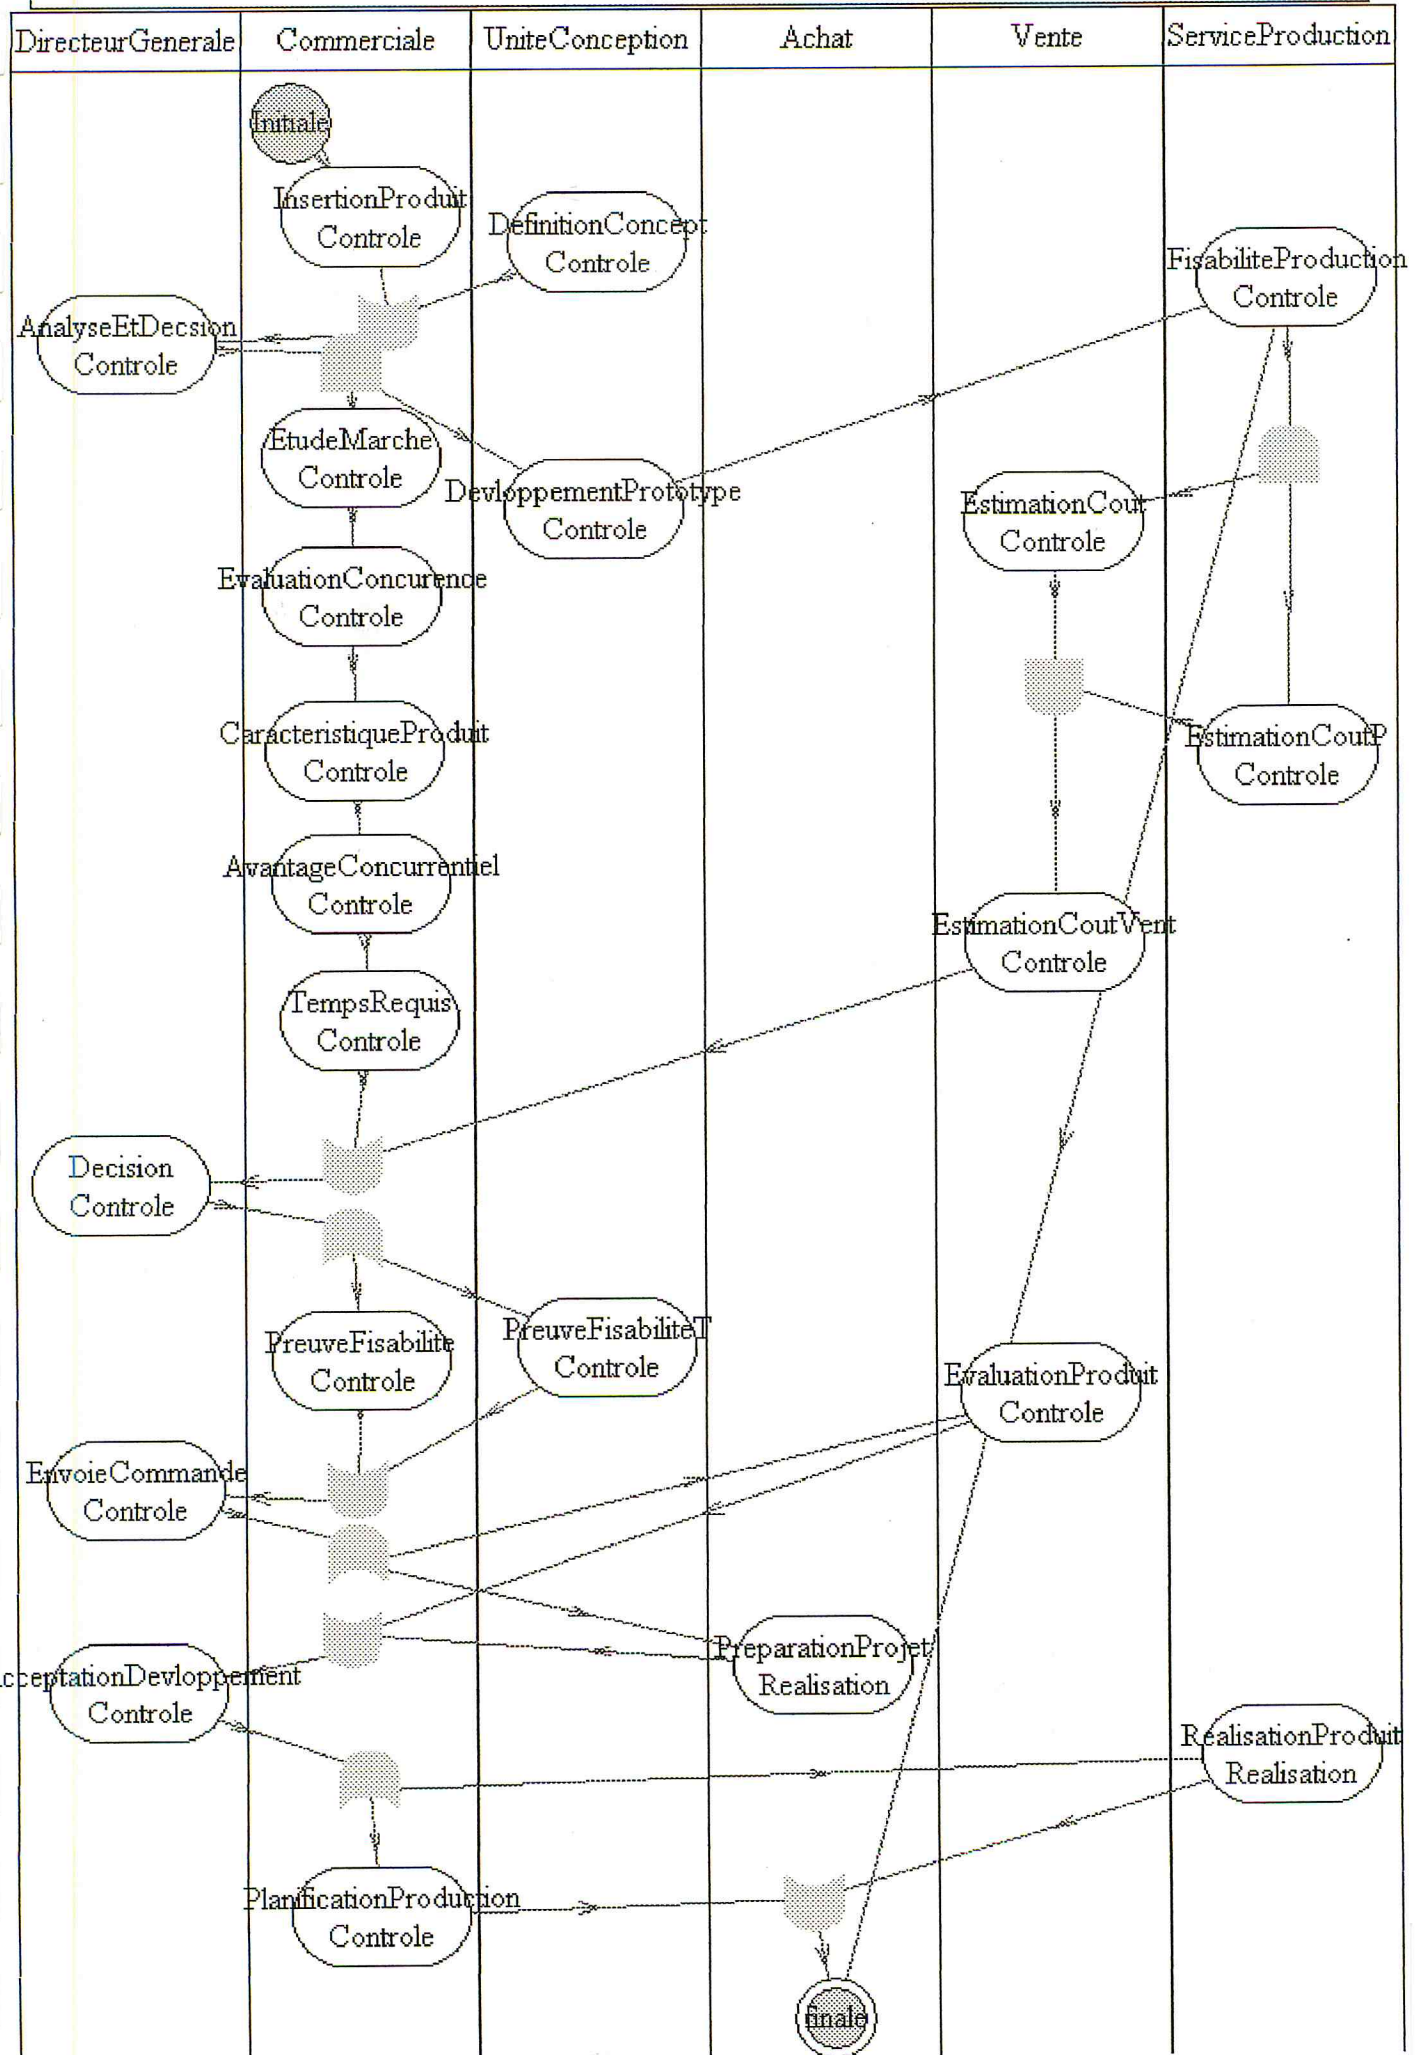 DirecteurGenerale
Commerciale
UniteConception
Achat
Vente
ServiceProduction
Initiale
InsertionProduit
Controle
DefinitionConcept
Controle
FisabiliteProduction
Controle
AnalyseEtDecsion
Controle
EtudeMarche
Controle
DevloppementPrototype
Controle
EstimationCout
Controle
EvaluationConcurence
Controle
CaracteristiqueProduit
Controle
EstimationCoutP
Controle
AvantageConcurrentiel
Controle
EstimationCoutVent
Controle
TempsRequis
Controle
Decision
Controle
PreuveFisabilite
Controle
PreuveFisabiliteT
Controle
EvaluationProduit
Controle
EnvoieCommande
Controle
PreparationProjet
Realisation
cceptationDevloppement
Controle
RealisationProduit
Realisation
PlanificationProduction
Controle
finale